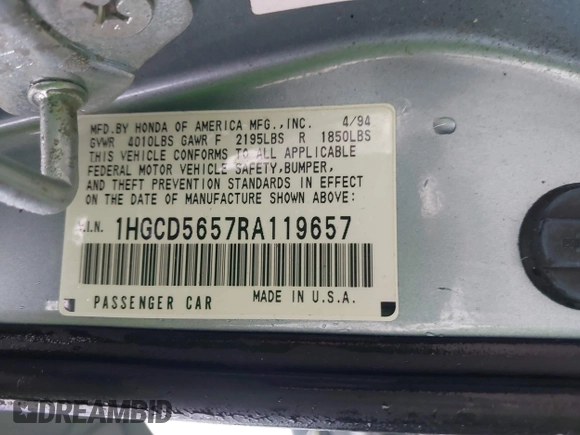 MFD.BY HONDA OF AMERICA MFG.,INC. 4/94
GVWR 4010LBS GAWR F 2195LBS R 1850LBS
THIS VEHICLE CONFORMS TO ALL APPLICABLE
FEDERAL MOTOR VEHICLE SAFETY,BUMPER,
AND THEFT PREVENTION STANDARDS IN EFFECT
ON THE DATE OF MANUFACTURE SHOWN ABOVE:
V.I.N. 1HGCD5657RA119657
PASSENGER CAR MADE IN U.S.A.
DREAMBID